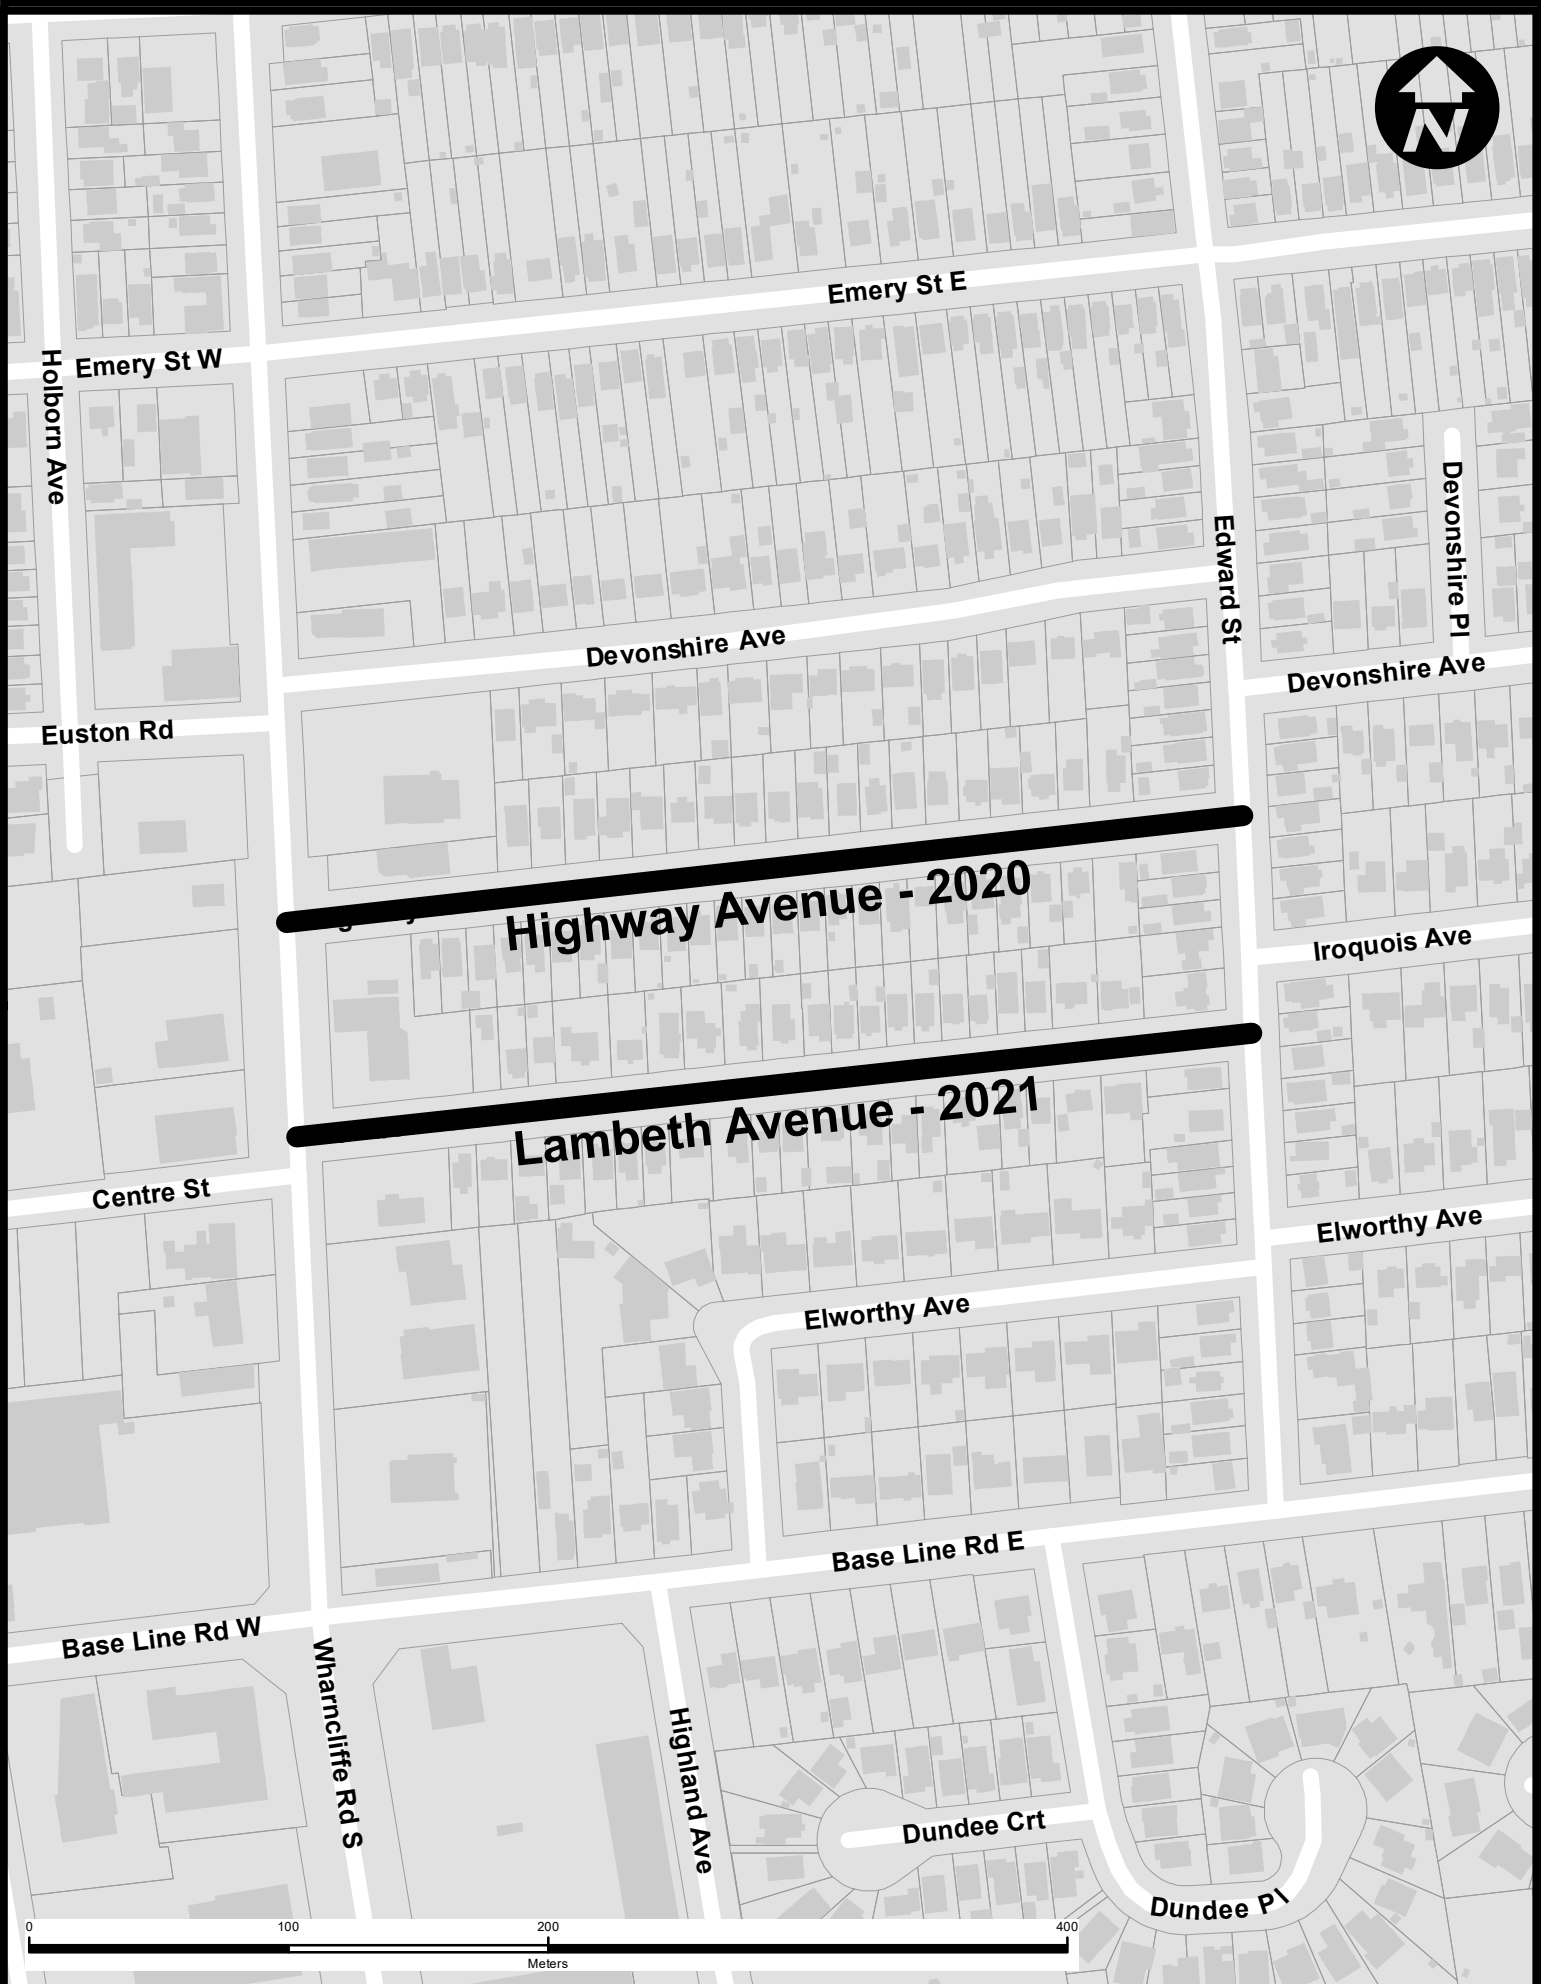 N
Emery St E
Emery St W
Holborn Ave
Devonshire Pl
Edward St
Devonshire Ave
Devonshire Ave
Euston Rd
Highway Avenue - 2020
Iroquois Ave
Lambeth Avenue - 2021
Centre St
Elworthy Ave
Elworthy Ave
Base Line Rd E
Base Line Rd W
Wharncliffe Rd S
Highland Ave
Dundee Crt
Dundee Pl
0 100 200 400
Meters